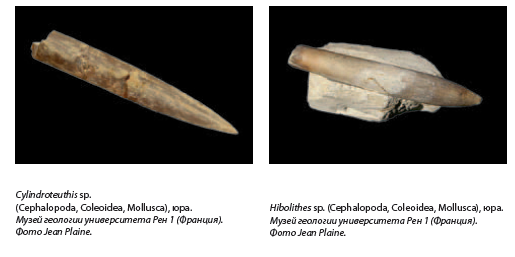 Cylindroteuthis sp.
(Cephalopoda, Coleoidea, Mollusca), юра.
Музей геологии университета Рен 1 (Франция).
Фото Jean Plaine.
Hibolithes sp. (Cephalopoda, Coleoidea, Mollusca), юра.
Музей геологии университета Рен 1 (Франция).
Фото Jean Plaine.